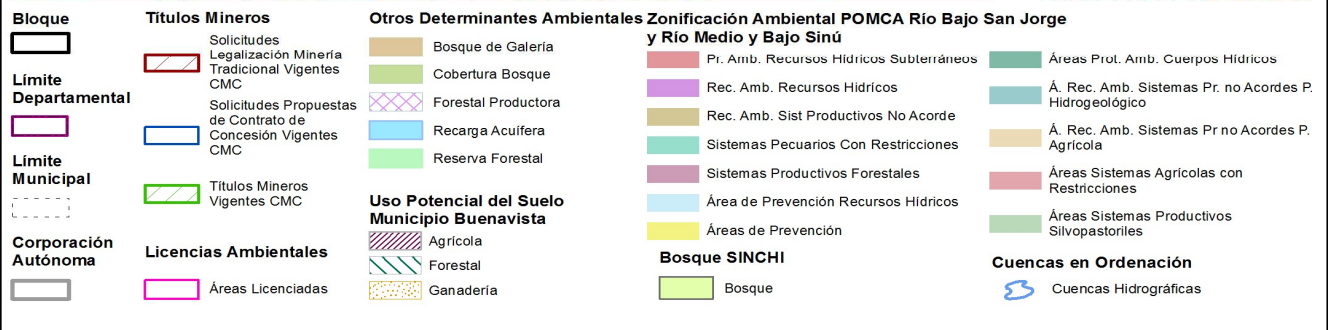 Bloque
Límite
Departamental
Límite
Municipal
Corporación
Autónoma
Títulos Mineros
Solicitudes
Legalización Minería
Tradicional Vigentes
CMC
Solicitudes Propuestas
de Contrato de
Concesión Vigentes
CMC
Títulos Mineros
Vigentes CMC
Licencias Ambientales
Áreas Licenciadas
Otros Determinantes Ambientales
Bosque de Galería
Cobertura Bosque
Forestal Productora
Recarga Acuífera
Reserva Forestal
Uso Potencial del Suelo
Municipio Buenavista
Agrícola
Forestal
Ganadería
Zonificación Ambiental POMCA Río Bajo San Jorge
y Río Medio y Bajo Sinú
Pr. Amb. Recursos Hídricos Subterráneos
Rec. Amb. Recursos Hidrícos
Rec. Amb. Sist Productivos No Acorde
Sistemas Pecuarios Con Restricciones
Sistemas Productivos Forestales
Área de Prevención Recursos Hídricos
Áreas de Prevención
Bosque SINCHI
Bosque
Áreas Prot. Amb. Cuerpos Hídricos
Á. Rec. Amb. Sistemas Pr. no Acordes P.
Hidrogeológico
Á. Rec. Amb. Sistemas Pr no Acordes P.
Agrícola
Áreas Sistemas Agrícolas con
Restricciones
Áreas Sistemas Productivos
Silvopastoriles
Cuencas en Ordenación
Cuencas Hidrográficas